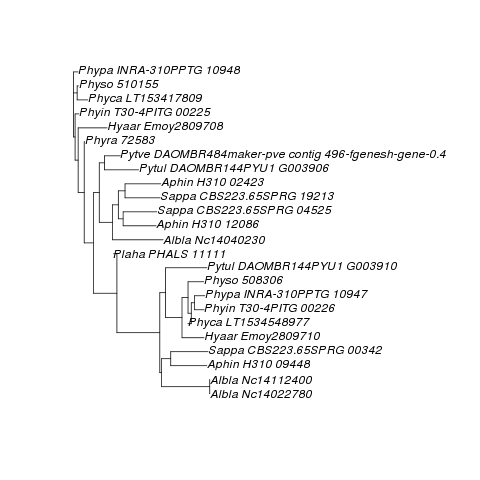 Phypa INRA-310PPTG 10948
Physo 510155
Phyca LT153417809
Phyin T30-4PITG 00225
Hyaar Emoy2809708
Phyra 72583
Pytve DAOMBR484maker-pve contig 496-fgenesh-gene-0.4
Pytul DAOMBR144PYU1 G003906
Aphin H310 02423
Sappa CBS223.65SPRG 19213
Sappa CBS223.65SPRG 04525
Aphin H310 12086
Albla Nc14040230
Plaha PHALS 11111
Pytul DAOMBR144PYU1 G003910
Physo 508306
Phypa INRA-310PPTG 10947
Phyin T30-4PITG 00226
Phyca LT1534548977
Hyaar Emoy2809710
Sappa CBS223.65SPRG 00342
Aphin H310 09448
Albla Nc14112400
Albla Nc14022780